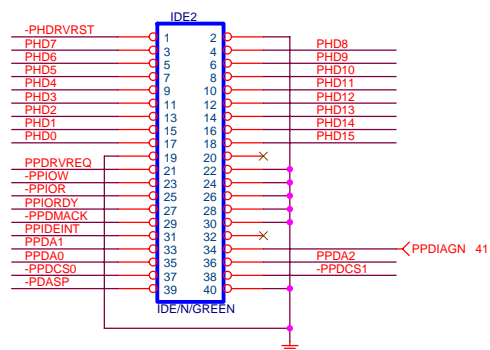 IDE2
-PHDRVRST 1 2
PHD7 3 4 PHD8
PHD6 5 6 PHD9
PHD5 7 8 PHD10
PHD4 9 10 PHD11
PHD3 11 12 PHD12
PHD2 13 14 PHD13
PHD1 15 16 PHD14
PHD0 17 18 PHD15
19 20
PPDRVREQ 21 22
-PPIOW 23 24
-PPIOR 25 26
PPIORDY 27 28
-PPDMACK 29 30
PPIDEINT 31 32
PPDA1 33 34 PPDIAGN 41
PPDA0 35 36 PPDA2
-PPDCS0 37 38 -PPDCS1
-PDASP 39 40
IDE/N/GREEN